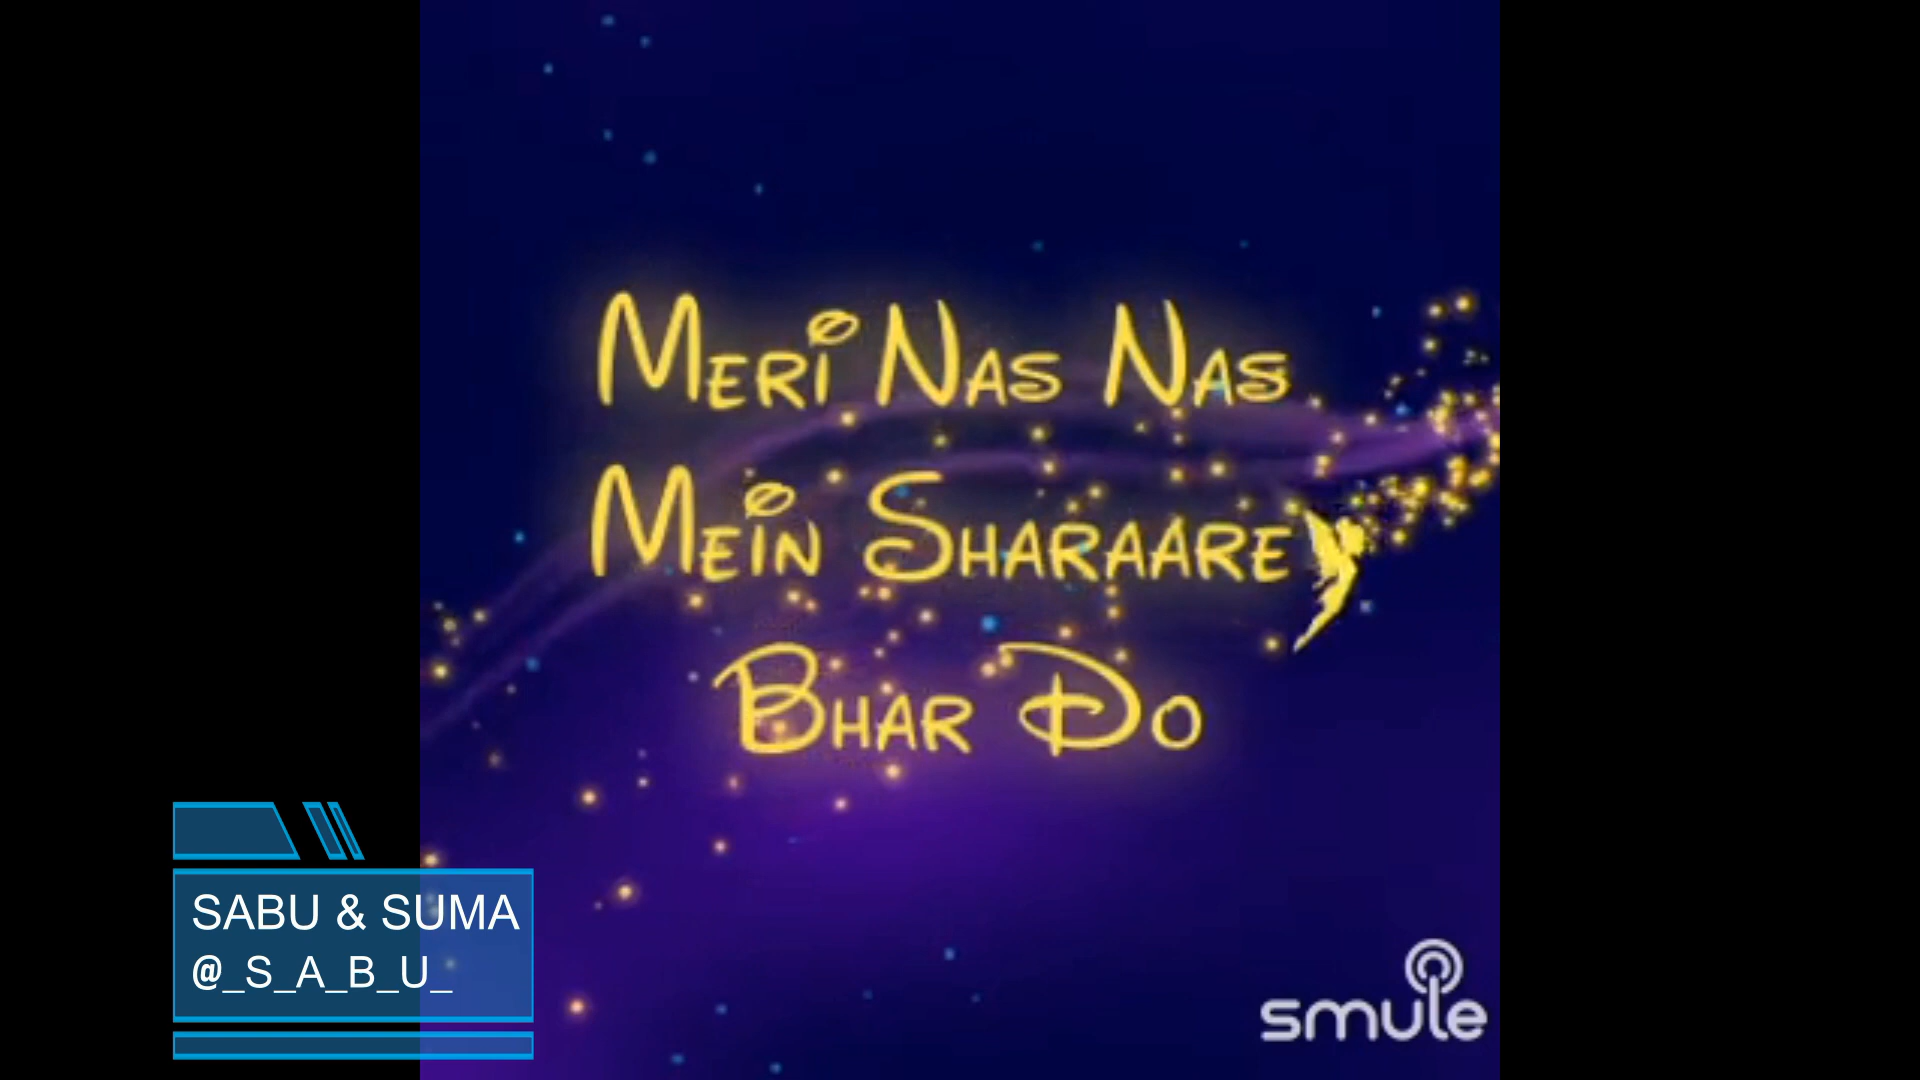 Meri Nas Nas
Mein Sharaare
Bhar Do
SABU & SUMA
@_S_A_B_U_
smule